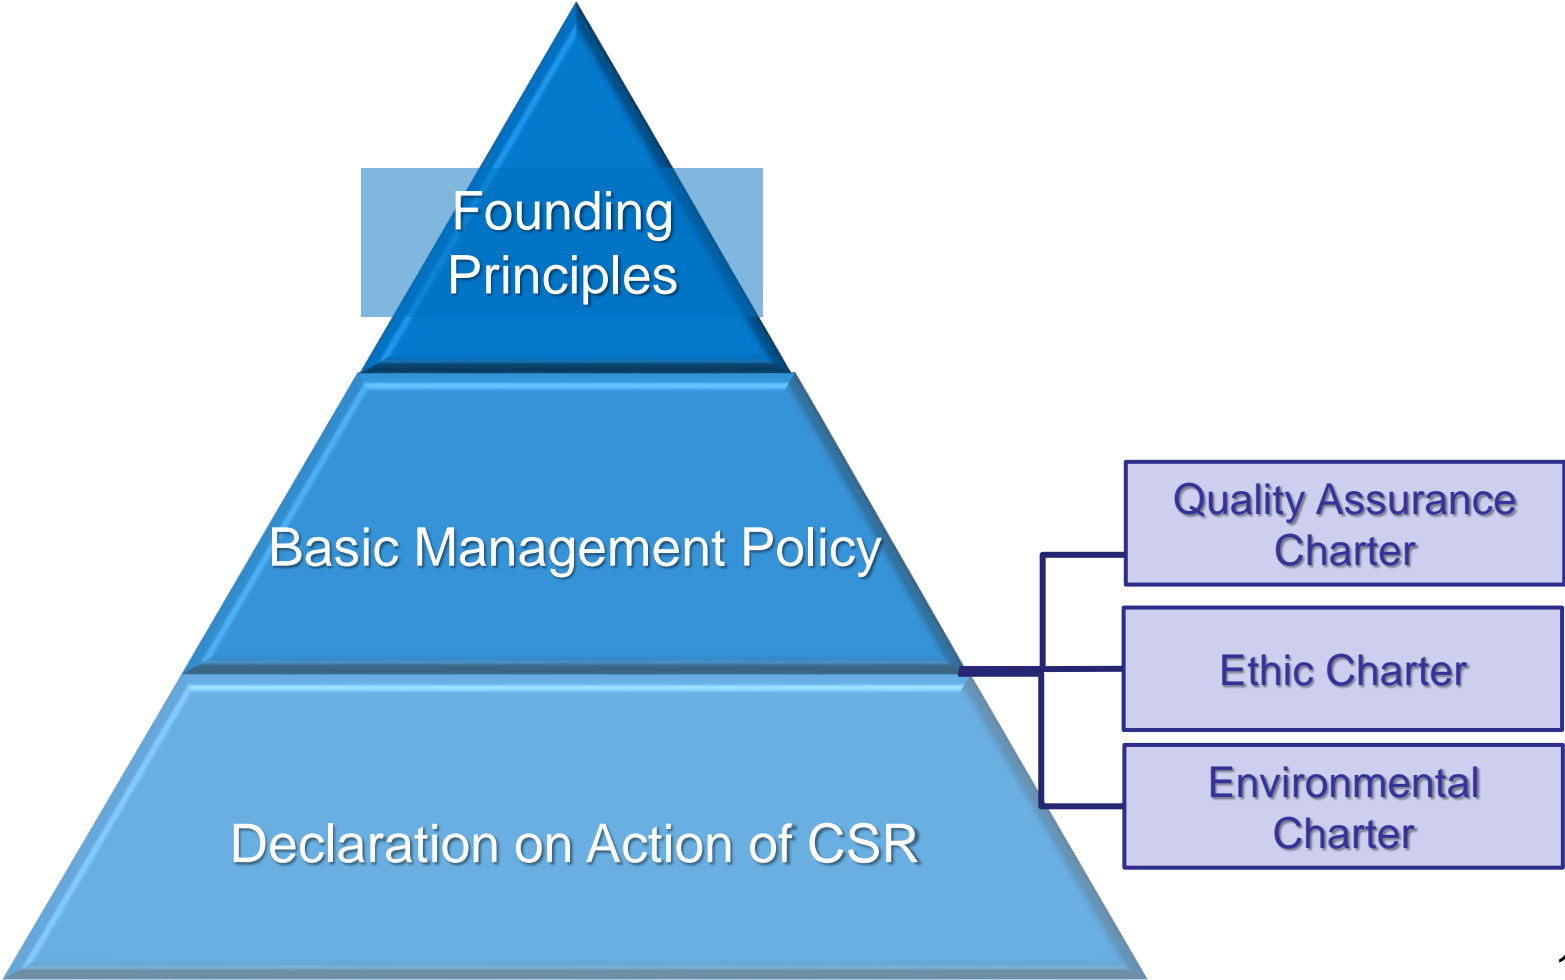 Founding
Principles
Basic Management Policy
Quality Assurance
Charter
Ethic Charter
Environmental
Charter
Declaration on Action of CSR